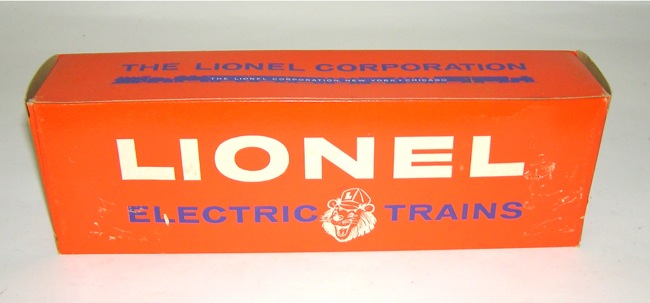 THE LIONEL CORPORATION
THE LIONEL CORPORATION, NEW YORK • CHICAGO
LIONEL
ELECTRIC TRAINS
L